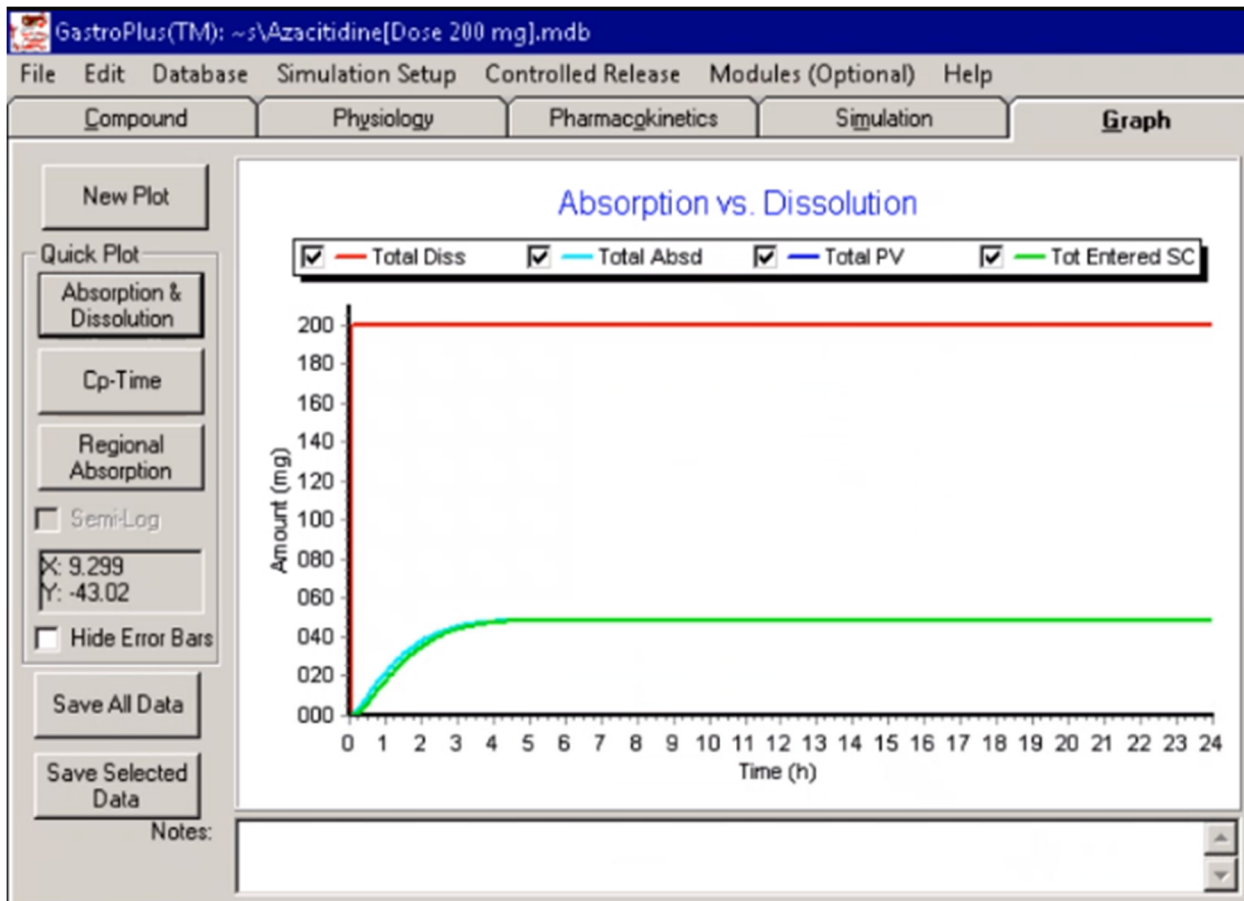 GastroPlus(TM): ~s\Azacitidine[Dose 200 mg].mdb
File Edit Database Simulation Setup Controlled Release Modules (Optional) Help
Compound Physiology Pharmacokinetics Simulation Graph
New Plot
Quick Plot
Absorption &
Dissolution
Cp-Time
Regional
Absorption
Semi-Log
X: 9.299
Y: -43.02
Hide Error Bars
Save All Data
Save Selected
Data
Notes:
Absorption vs. Dissolution
Total Diss Total Absd Total PV Tot Entered SC
Amount (mg)
200
180
160
140
120
100
080
060
040
020
000
0 1 2 3 4 5 6 7 8 9 10 11 12 13 14 15 16 17 18 19 20 21 22 23 24
Time (h)